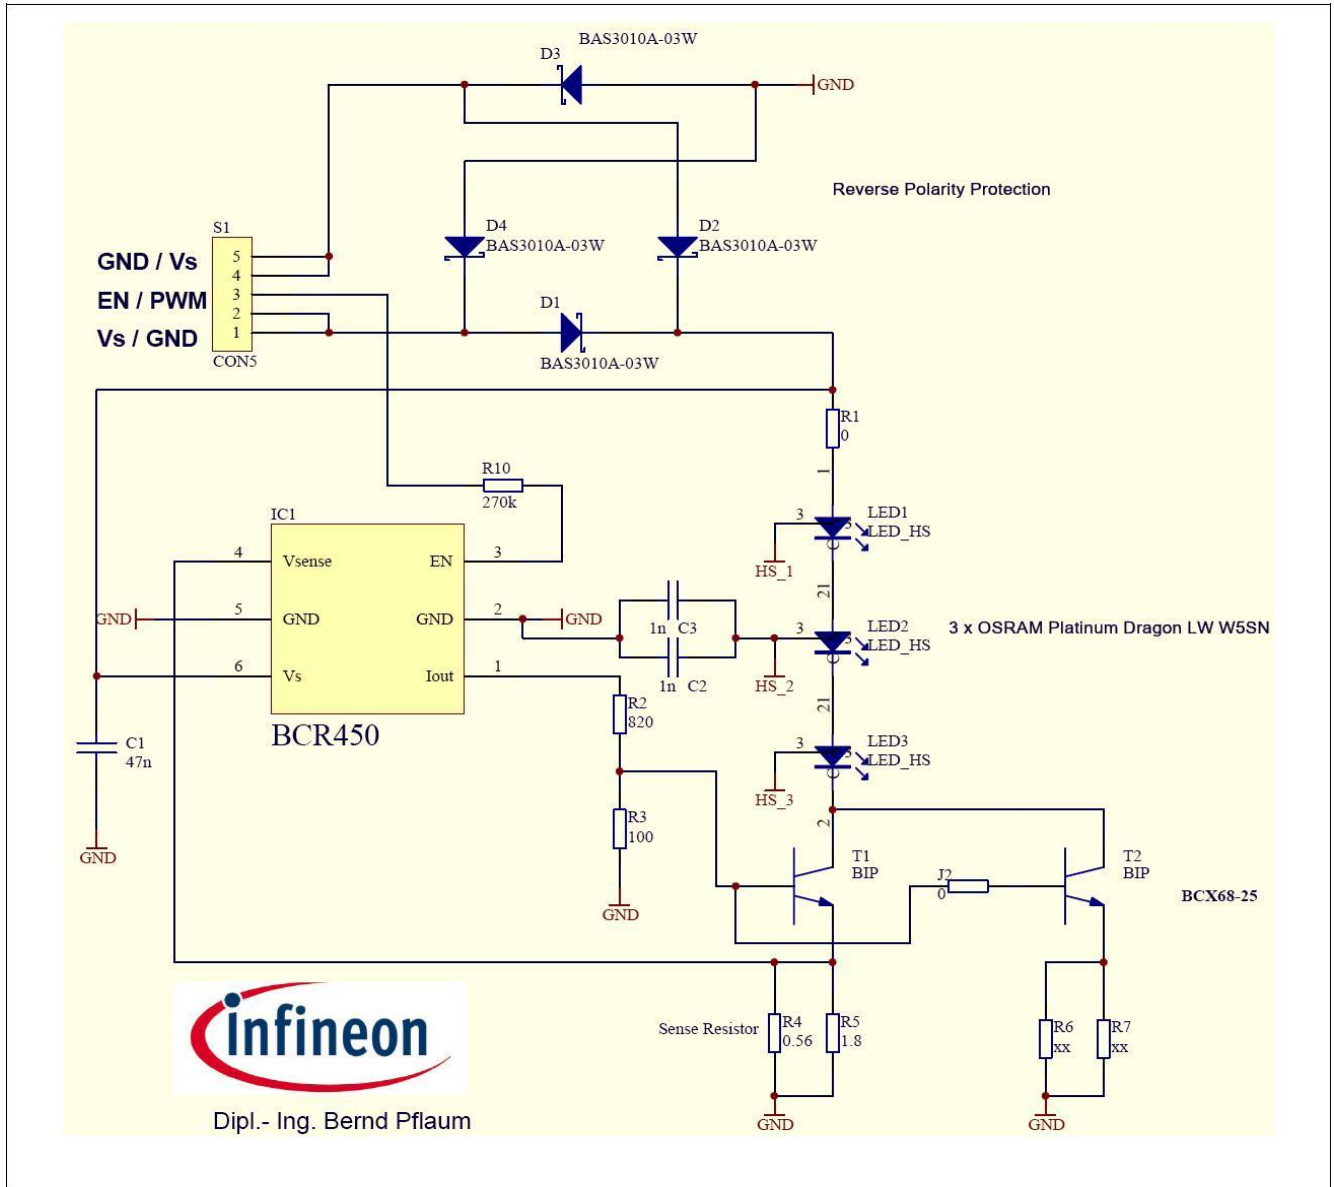 BAS3010A-03W
D3
GND
Reverse Polarity Protection
S1
D4
BAS3010A-03W
D2
BAS3010A-03W
GND / Vs
5
4
EN / PWM
3
2
Vs / GND
1
CON5
D1
BAS3010A-03W
R1
0
1
R10
270k
IC1
3
LED1
LED_HS
4
Vsense
EN
3
HS_1
21
GND
5
GND
GND
2
GND
1n C3
3
LED2
LED_HS
3 x OSRAM Platinum Dragon LW W5SN
6
Vs
Iout
1
1n C2
HS_2
21
R2
820
BCR450
C1
47n
3
LED3
LED_HS
HS_3
R3
100
2
GND
T1
BIP
T2
BIP
J2
0
BCX68-25
GND
infineon
Sense Resistor
R4
0.56
R5
1.8
R6
xx
R7
xx
Dipl.- Ing. Bernd Pflaum
GND
GND